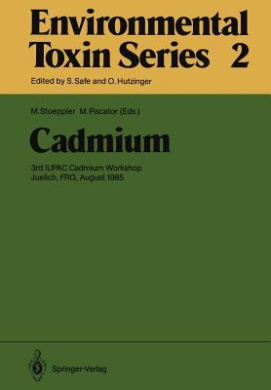 Environmental
Toxin Series 2
Edited by S. Safe and O. Hutzinger
M. Stoeppler M. Piscator (Eds.)
Cadmium
3rd IUPAC Cadmium Workshop
Juelich, FRG, August 1985
Springer-Verlag